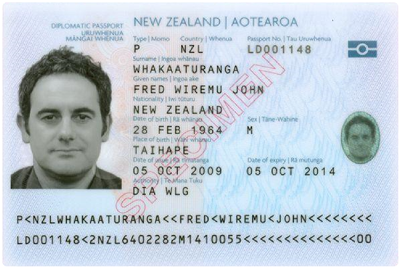 DIPLOMATIC PASSPORT
URUWHENUA
MĀNGAI WHENUA
NEW ZEALAND | AOTEAROA
Type | Momo Country | Whenua Passport No. | Tau Uruwhenua
P NZL LD001148
Surname | Ingoa whānau
WHAKAATURANGA
Given names | Ingoa ake
FRED WIREMU JOHN
Nationality | Iwi tūturu
NEW ZEALAND
Date of birth | Rā whānau Sex | Tāne-Wahine
28 FEB 1964 M
Place of birth | Wāhi whānau
TAIHAPE
Date of issue | Rā timatanga Date of expiry | Rā mutunga
05 OCT 2009 05 OCT 2014
Authority | Te Mana Tuku
DIA WLG
SPECIMEN
P<NZLWHAKAATURANGA<<FRED<WIREMU<JOHN<<<<<<<<
LD001148<2NZL6402282M1410055<<<<<<<<<<<<<<00